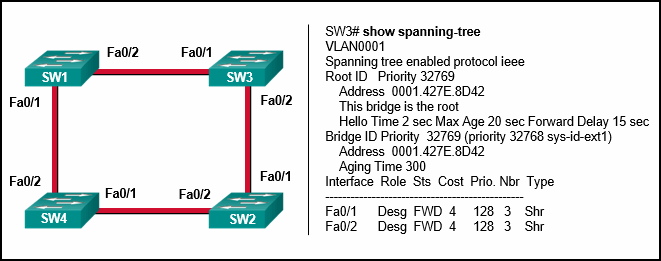 Fa0/2
Fa0/1
SW1
SW3
Fa0/1
Fa0/2
Fa0/2
Fa0/1
Fa0/1
Fa0/2
SW4
SW2
SW3# show spanning-tree
VLAN0001
Spanning tree enabled protocol ieee
Root ID Priority 32769
Address 0001.427E.8D42
This bridge is the root
Hello Time 2 sec Max Age 20 sec Forward Delay 15 sec
Bridge ID Priority 32769 (priority 32768 sys-id-ext1)
Address 0001.427E.8D42
Aging Time 300
Interface Role Sts Cost Prio. Nbr Type
---------------------------------------------------
Fa0/1 Desg FWD 4 128 3 Shr
Fa0/2 Desg FWD 4 128 3 Shr